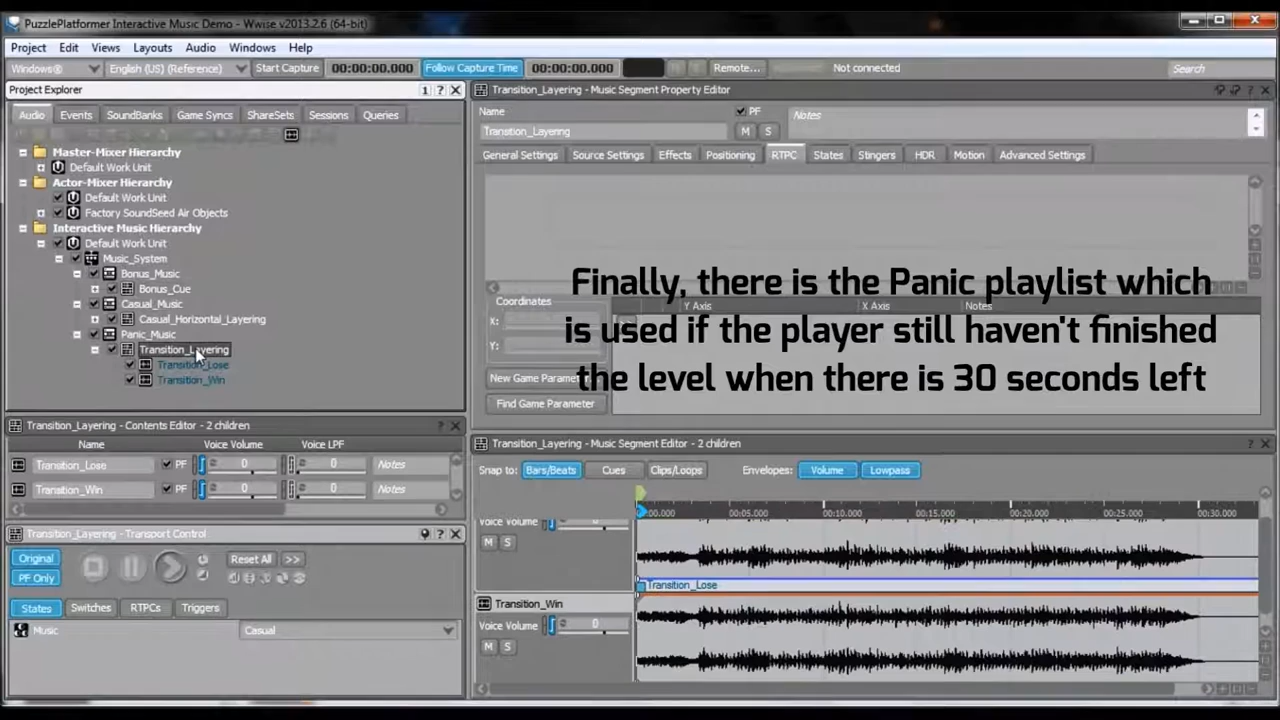 PuzzlePlatformer Interactive Music Demo - Wwise v2013.2.6 (64-bit)
Project Edit Views Layouts Audio Windows Help
Windows® English (US) (Reference) Start Capture 00:00:00.000 Follow Capture Time 00:00:00.000 Remote... Not connected Search
Project Explorer
Audio Events SoundBanks Game Syncs ShareSets Sessions Queries
Master-Mixer Hierarchy
Default Work Unit
Actor-Mixer Hierarchy
Default Work Unit
Factory SoundSeed Air Objects
Interactive Music Hierarchy
Default Work Unit
Music_System
Bonus_Music
Bonus_Cue
Casual_Music
Casual_Horizontal_Layering
Panic_Music
Transition_Layering
Transition_Lose
Transition_Win
Transition_Layering - Music Segment Property Editor
Name PF Notes
Transition_Layering M S
General Settings Source Settings Effects Positioning RTPC States Stingers HDR Motion Advanced Settings
Finally, there is the Panic playlist which
is used if the player still haven't finished
the level when there is 30 seconds left
Coordinates
X:
Y:
Y Axis X Axis Notes
New Game Parameter
Find Game Parameter
Transition_Layering - Contents Editor - 2 children
Name Voice Volume Voice LPF
Transition_Lose PF 0 0 Notes
Transition_Win PF 0 0 Notes
Transition_Layering - Transport Control
Original Reset All >>
PF Only
States Switches RTPCs Triggers
Music Casual
Transition_Layering - Music Segment Editor - 2 children
Snap to: Bars/Beats Cues Clips/Loops Envelopes: Volume Lowpass
00.000 00:05.000 00:10.000 00:15.000 00:20.000 00:25.000 00:30.000
Voice Volume 0
M S
Transition_Lose
Transition_Win
Voice Volume 0
M S